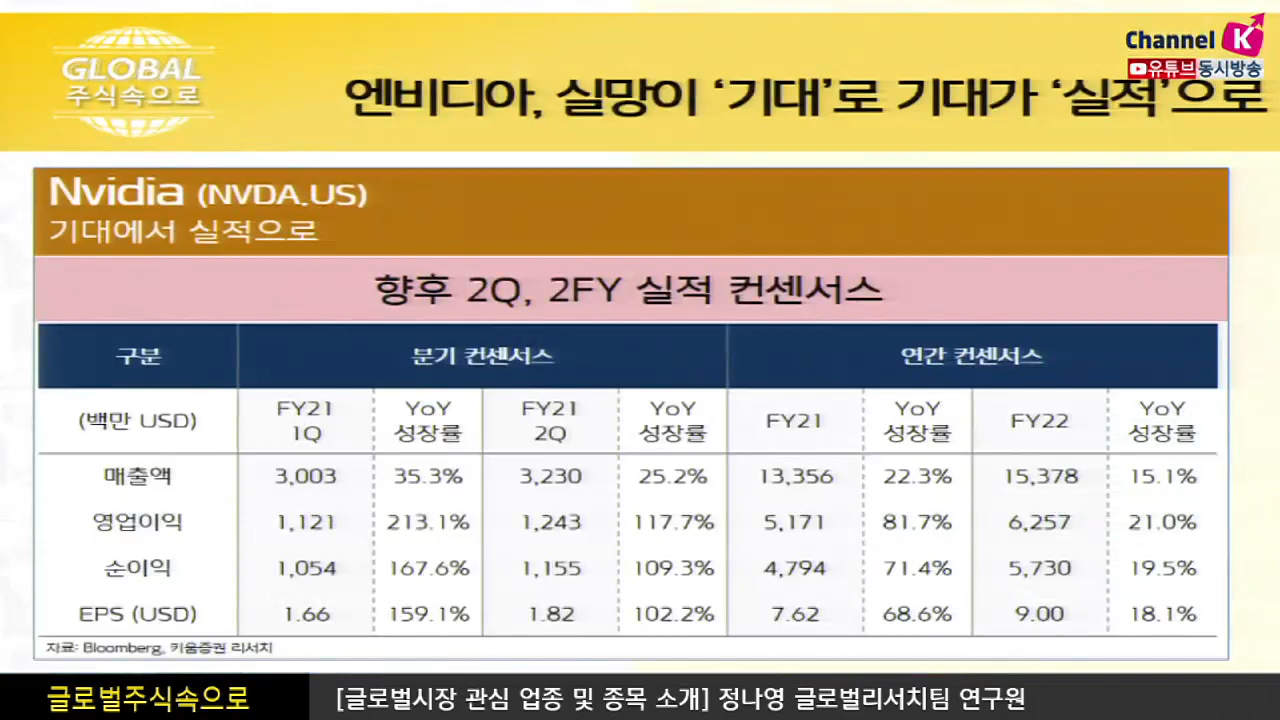 GLOBAL
주식속으로
Channel K
유튜브동시방송
엔비디아, 실망이 ‘기대’로 기대가 ‘실적’으로
Nvidia (NVDA.US)
기대에서 실적으로
향후 2Q, 2FY 실적 컨센서스
구분 분기 컨센서스 연간 컨센서스
(백만 USD) FY21 1Q YoY 성장률 FY21 2Q YoY 성장률 FY21 YoY 성장률 FY22 YoY 성장률
매출액 3,003 35.3% 3,230 25.2% 13,356 22.3% 15,378 15.1%
영업이익 1,121 213.1% 1,243 117.7% 5,171 81.7% 6,257 21.0%
순이익 1,054 167.6% 1,155 109.3% 4,794 71.4% 5,730 19.5%
EPS (USD) 1.66 159.1% 1.82 102.2% 7.62 68.6% 9.00 18.1%
자료: Bloomberg, 키움증권 리서치
글로벌주식속으로 [글로벌시장 관심 업종 및 종목 소개] 정나영 글로벌리서치팀 연구원